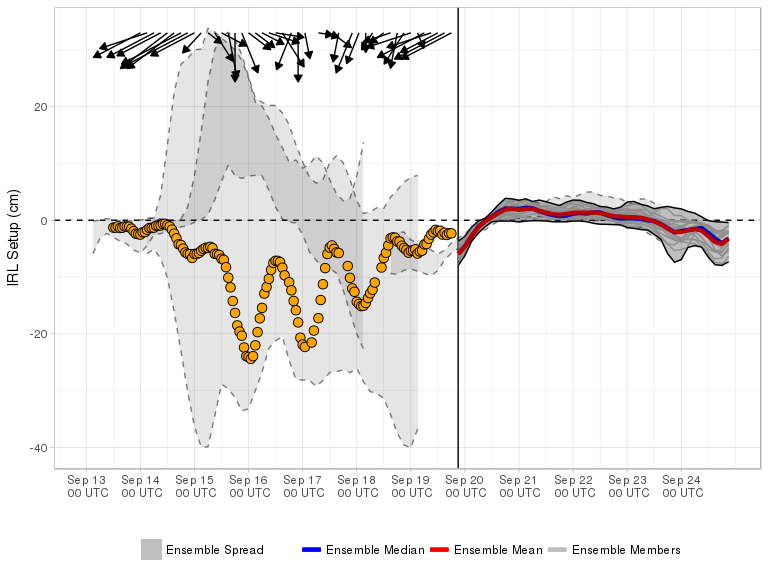 IRL Setup (cm)
20
0
-20
-40
Sep 13 Sep 14 Sep 15 Sep 16 Sep 17 Sep 18 Sep 19 Sep 20 Sep 21 Sep 22 Sep 23 Sep 24
00 UTC 00 UTC 00 UTC 00 UTC 00 UTC 00 UTC 00 UTC 00 UTC 00 UTC 00 UTC 00 UTC 00 UTC
Ensemble Spread Ensemble Median Ensemble Mean Ensemble Members